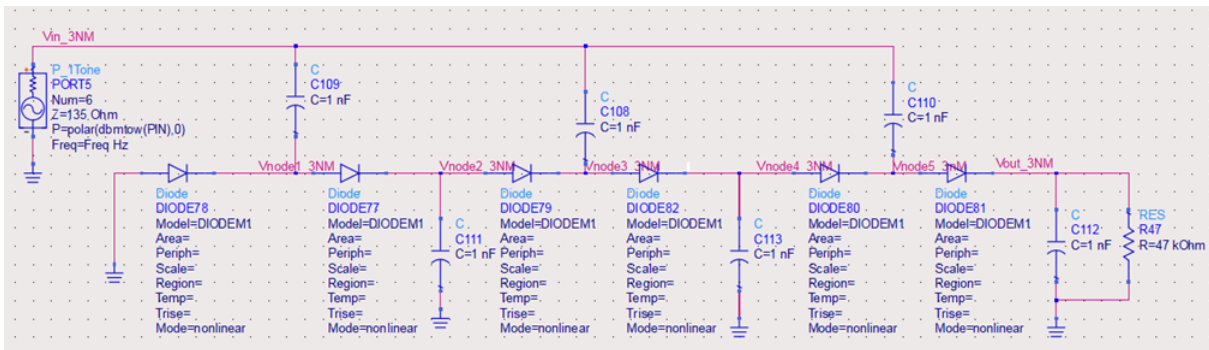 Vin_3NM
P_1Tone
PORT5
Num=6
Z=135 Ohm
P=polar(dbmtow(PIN),0)
Freq=Freq Hz
C
C109
C=1 nF
C
C108
C=1 nF
C
C110
C=1 nF
Vnode1_3NM
Vnode2_3NM
Vnode3_3NM
Vnode4_3NM
Vnode5_3nM
Vout_3NM
Diode
DIODE78
Model=DIODEM1
Area=
Periph=
Scale=
Region=
Temp=
Trise=
Mode=nonlinear
Diode
DIODE77
Model=DIODEM1
Area=
Periph=
Scale=
Region=
Temp=
Trise=
Mode=nonlinear
C
C111
C=1 nF
Diode
DIODE79
Model=DIODEM1
Area=
Periph=
Scale=
Region=
Temp=
Trise=
Mode=nonlinear
Diode
DIODE82
Model=DIODEM1
Area=
Periph=
Scale=
Region=
Temp=
Trise=
Mode=nonlinear
C
C113
C=1 nF
Diode
DIODE80
Model=DIODEM1
Area=
Periph=
Scale=
Region=
Temp=
Trise=
Mode=nonlinear
Diode
DIODE81
Model=DIODEM1
Area=
Periph=
Scale=
Region=
Temp=
Trise=
Mode=nonlinear
C
C112
C=1 nF
RES
R47
R=47 kOhm